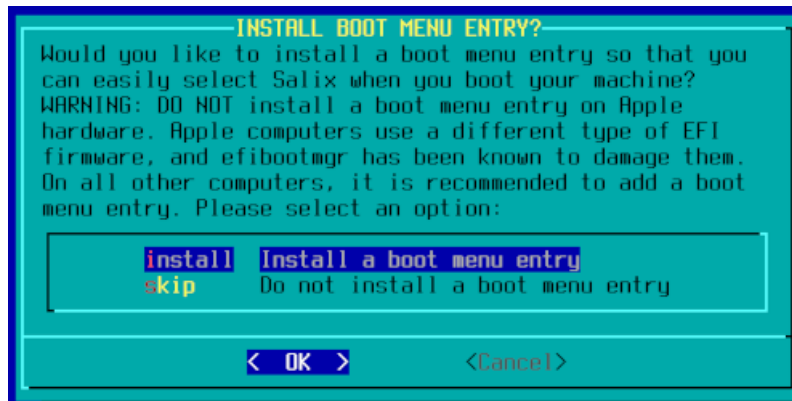 INSTALL BOOT MENU ENTRY?
Would you like to install a boot menu entry so that you
can easily select Salix when you boot your machine?
WARNING: DO NOT install a boot menu entry on Apple
hardware. Apple computers use a different type of EFI
firmware, and efibootmgr has been known to damage them.
On all other computers, it is recommended to add a boot
menu entry. Please select an option:
install Install a boot menu entry
skip Do not install a boot menu entry
< OK > <Cancel>